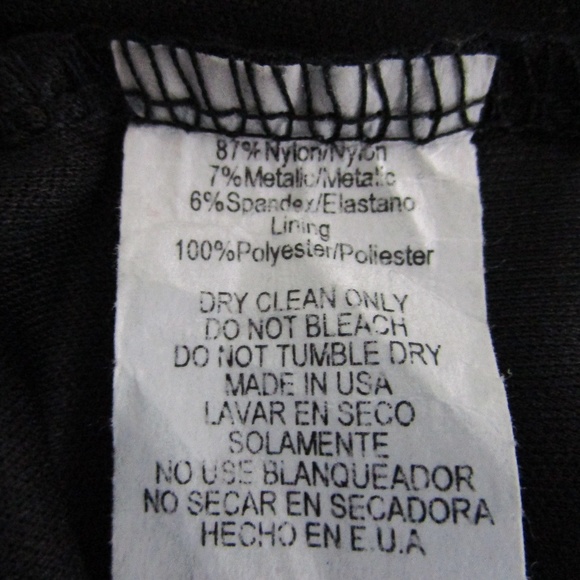 87% Nylon/Nylon
7% Metallic/Metalic
6% Spandex/Elastano
Lining
100% Polyester/Poliester
DRY CLEAN ONLY
DO NOT BLEACH
DO NOT TUMBLE DRY
MADE IN USA
LAVAR EN SECO
SOLAMENTE
NO USE BLANQUEADOR
NO SECAR EN SECADORA
HECHO EN E.U.A